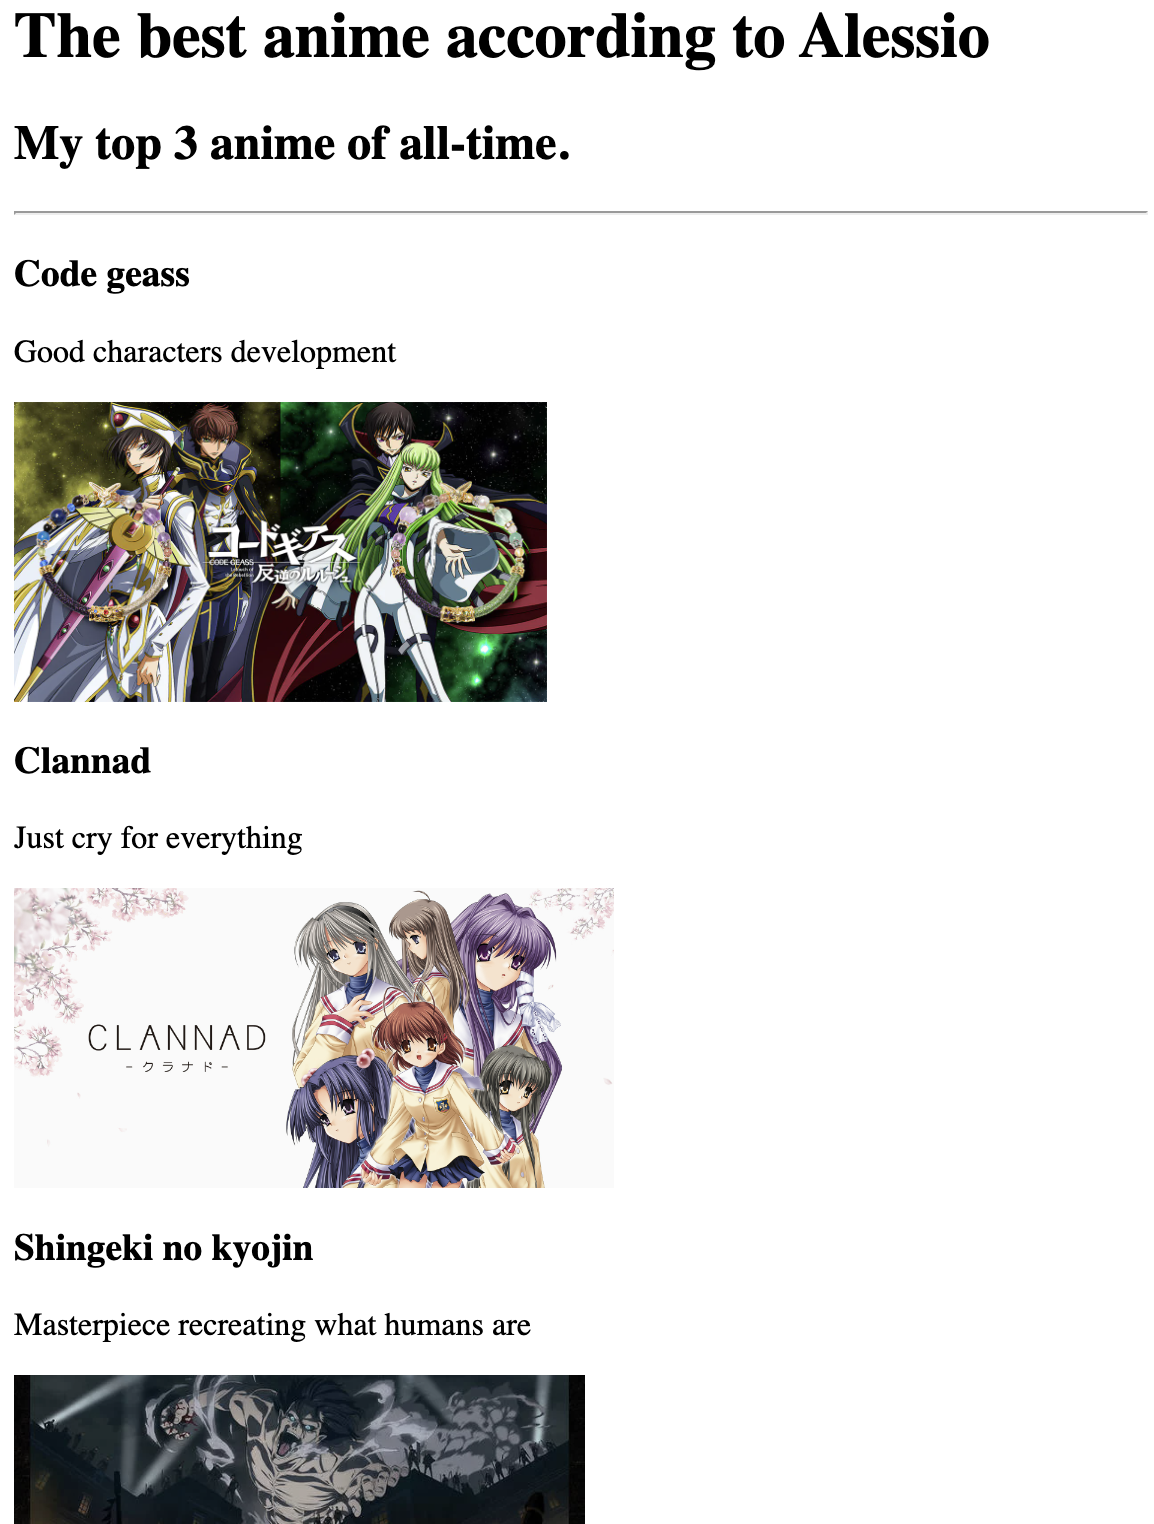 The best anime according to Alessio
My top 3 anime of all-time.
Code geass
Good characters development
コードギアス
CODE GEASS
Lelouch of the Rebellion
反逆のルルーシュ
Clannad
Just cry for everything
CLANNAD
- クラナド -
Shingeki no kyojin
Masterpiece recreating what humans are